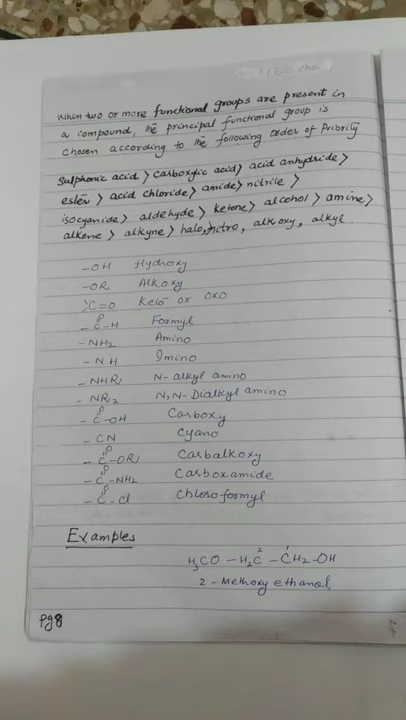 When two or more functional groups are present in
a compound, the principal functional group is
chosen according to the following order of Priority
Sulphonic acid > carboxylic acid > acid anhydride >
ester > acid chloride > amide > nitrile >
isocyanide > aldehyde > ketone > alcohol > amine >
alkene > alkyne > halo, nitro, alkoxy, alkyl.
-OH Hydroxy
-OR Alkoxy
>C=O Keto or oxo
-C(=O)-H Formyl
-NH2 Amino
-NH Imino
-NHR N-alkyl amino
-NR2 N,N-Dialkyl amino
-C(=O)-OH Carboxy
-CN Cyano
-C(=O)-OR Carbalkoxy
-C(=O)-NH2 Carboxamide
-C(=O)-Cl Chloroformyl
Examples
H3CO-H2C²-C¹H2-OH
2-Methoxy ethanol
Pg8